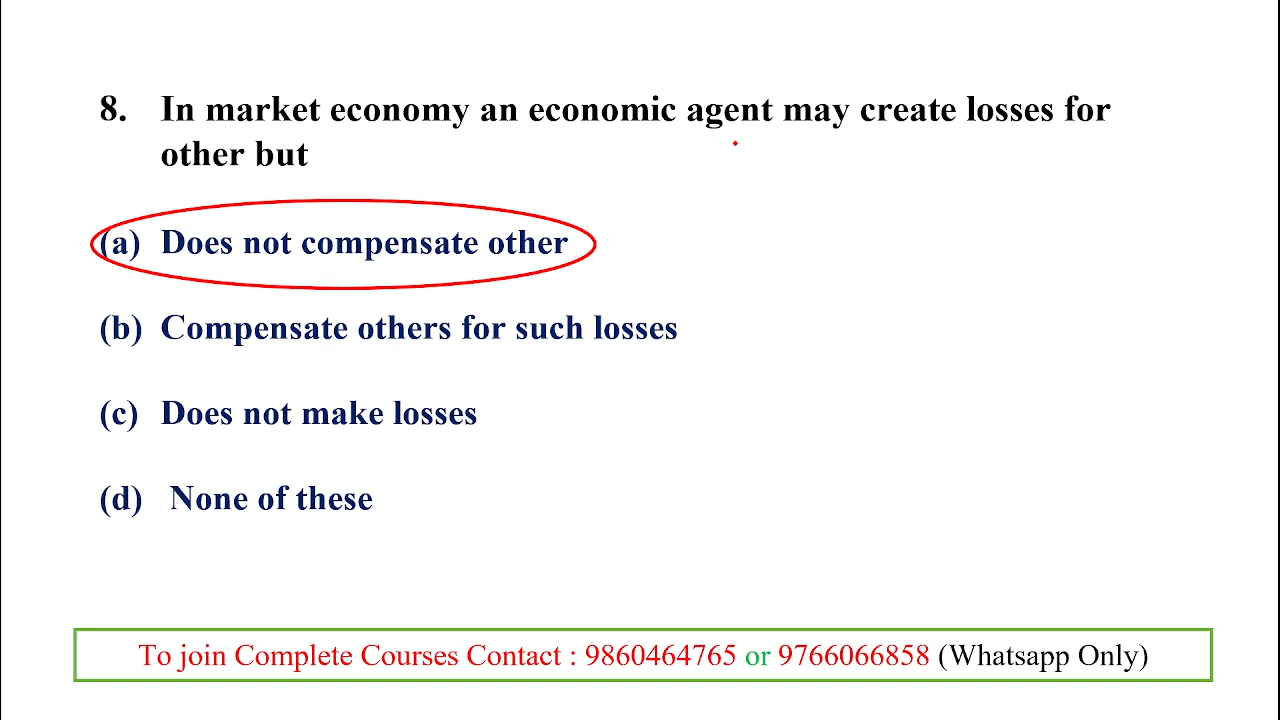 8. In market economy an economic agent may create losses for
other but
(a) Does not compensate other
(b) Compensate others for such losses
(c) Does not make losses
(d) None of these
To join Complete Courses Contact : 9860464765 or 9766066858 (Whatsapp Only)